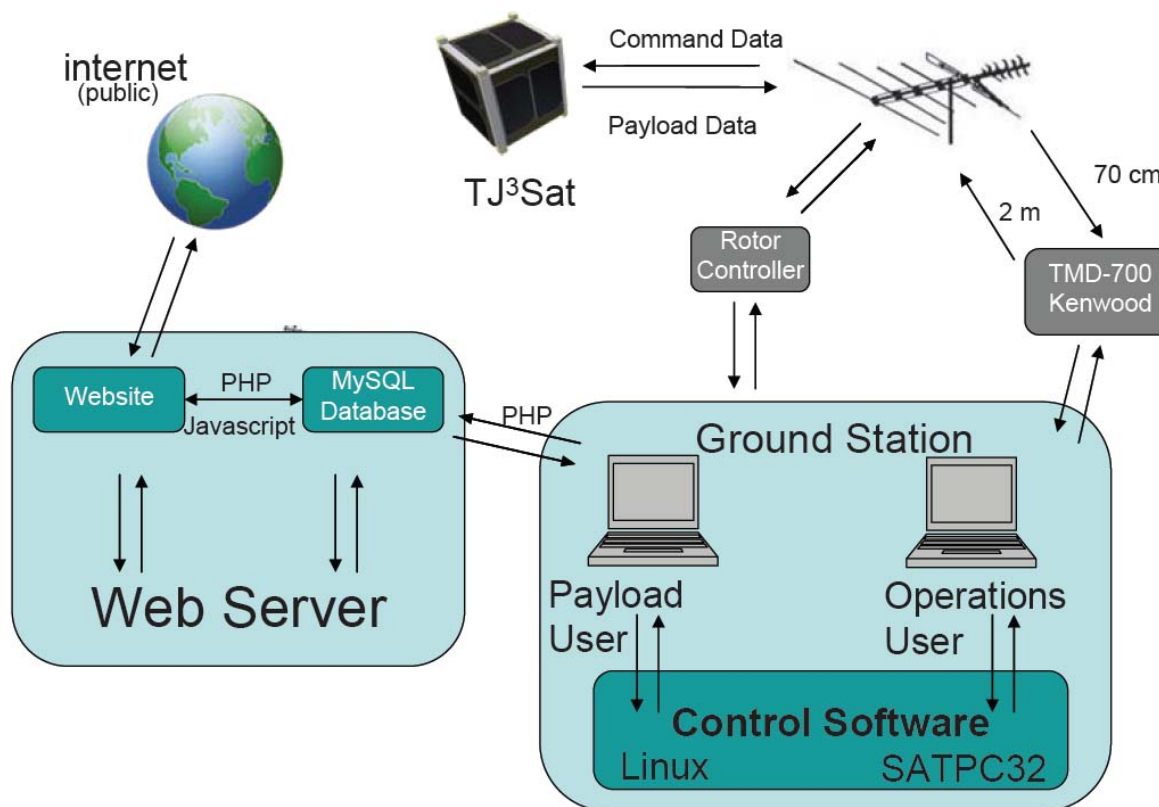 internet
(public)
Command Data
Payload Data
TJ³Sat
70 cm
2 m
Rotor
Controller
TMD-700
Kenwood
Website
PHP
Javascript
MySQL
Database
PHP
Web Server
Ground Station
Payload
User
Operations
User
Control Software
Linux
SATPC32